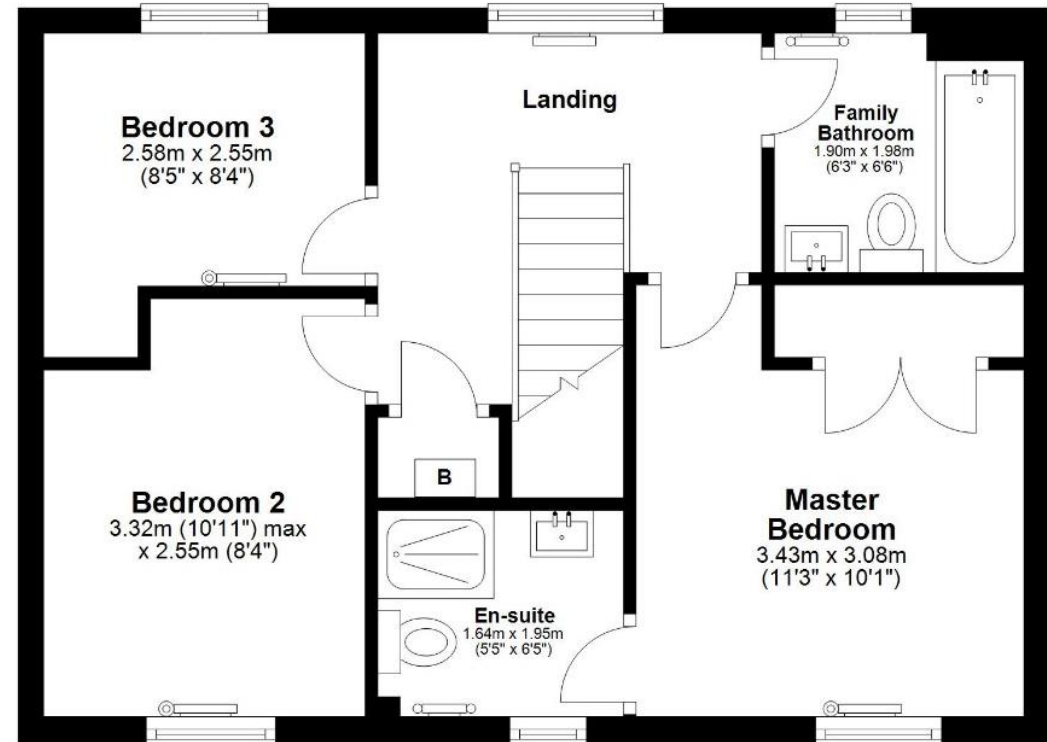 Bedroom 3
2.58m x 2.55m
(8'5" x 8'4")
Landing
Family
Bathroom
1.90m x 1.98m
(6'3" x 6'6")
Bedroom 2
3.32m (10'11") max
x 2.55m (8'4")
B
Master
Bedroom
3.43m x 3.08m
(11'3" x 10'1")
En-suite
1.64m x 1.95m
(5'5" x 6'5")